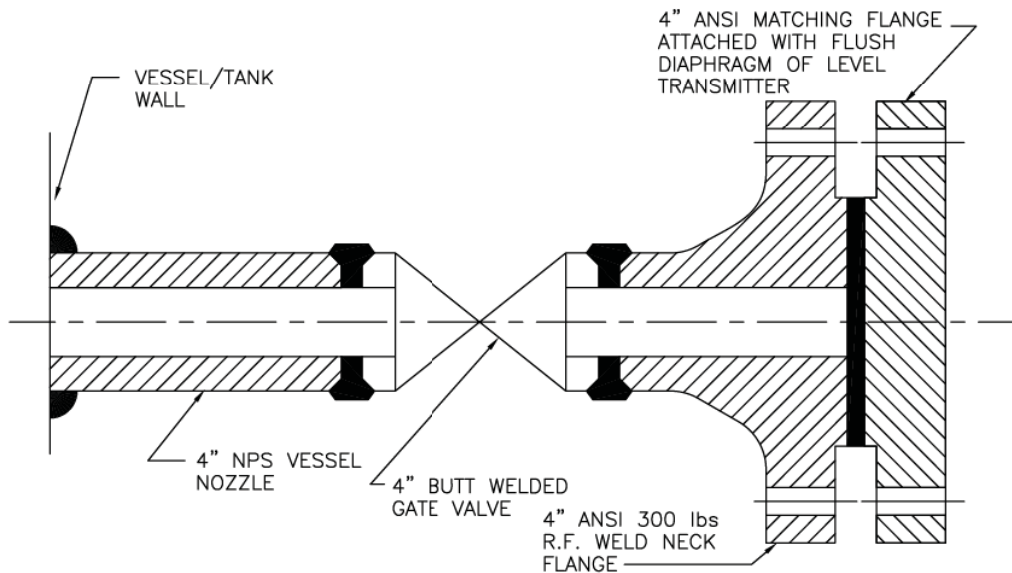 4” ANSI MATCHING FLANGE
ATTACHED WITH FLUSH
DIAPHRAGM OF LEVEL
TRANSMITTER
VESSEL/TANK
WALL
4” NPS VESSEL
NOZZLE
4” BUTT WELDED
GATE VALVE
4” ANSI 300 lbs
R.F. WELD NECK
FLANGE